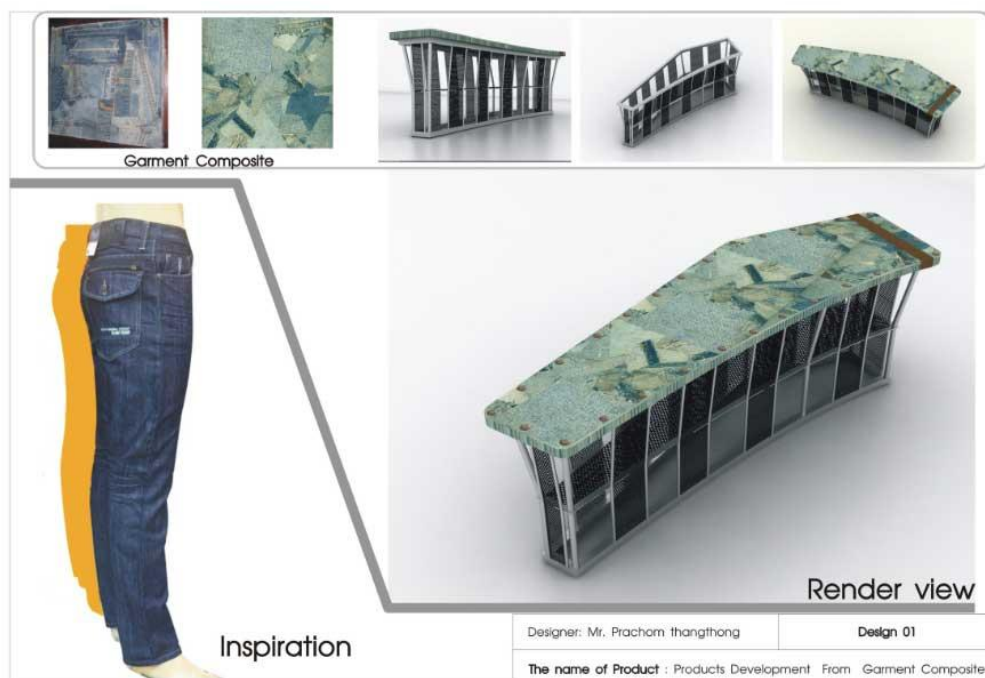 Garment Composite
Inspiration
Render view
Designer: Mr. Prachom thangthong
Design 01
The name of Product : Products Development From Garment Composite